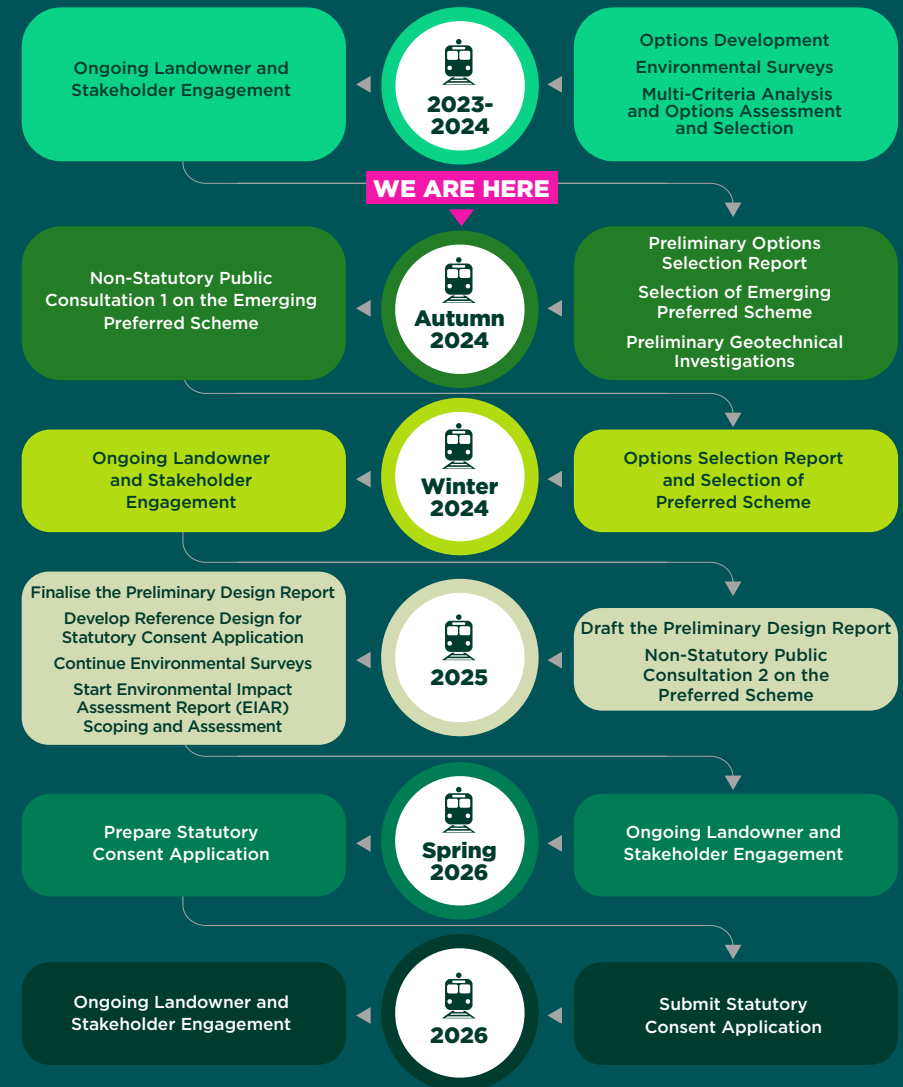 Ongoing Landowner and
Stakeholder Engagement
2023-
2024
Options Development
Environmental Surveys
Multi-Criteria Analysis
and Options Assessment
and Selection
WE ARE HERE
Non-Statutory Public
Consultation 1 on the Emerging
Preferred Scheme
Autumn
2024
Preliminary Options
Selection Report
Selection of Emerging
Preferred Scheme
Preliminary Geotechnical
Investigations
Ongoing Landowner
and Stakeholder
Engagement
Winter
2024
Options Selection Report
and Selection of
Preferred Scheme
Finalise the Preliminary Design Report
Develop Reference Design for
Statutory Consent Application
Continue Environmental Surveys
Start Environmental Impact
Assessment Report (EIAR)
Scoping and Assessment
2025
Draft the Preliminary Design Report
Non-Statutory Public
Consultation 2 on the
Preferred Scheme
Prepare Statutory
Consent Application
Spring
2026
Ongoing Landowner and
Stakeholder Engagement
Ongoing Landowner and
Stakeholder Engagement
2026
Submit Statutory
Consent Application